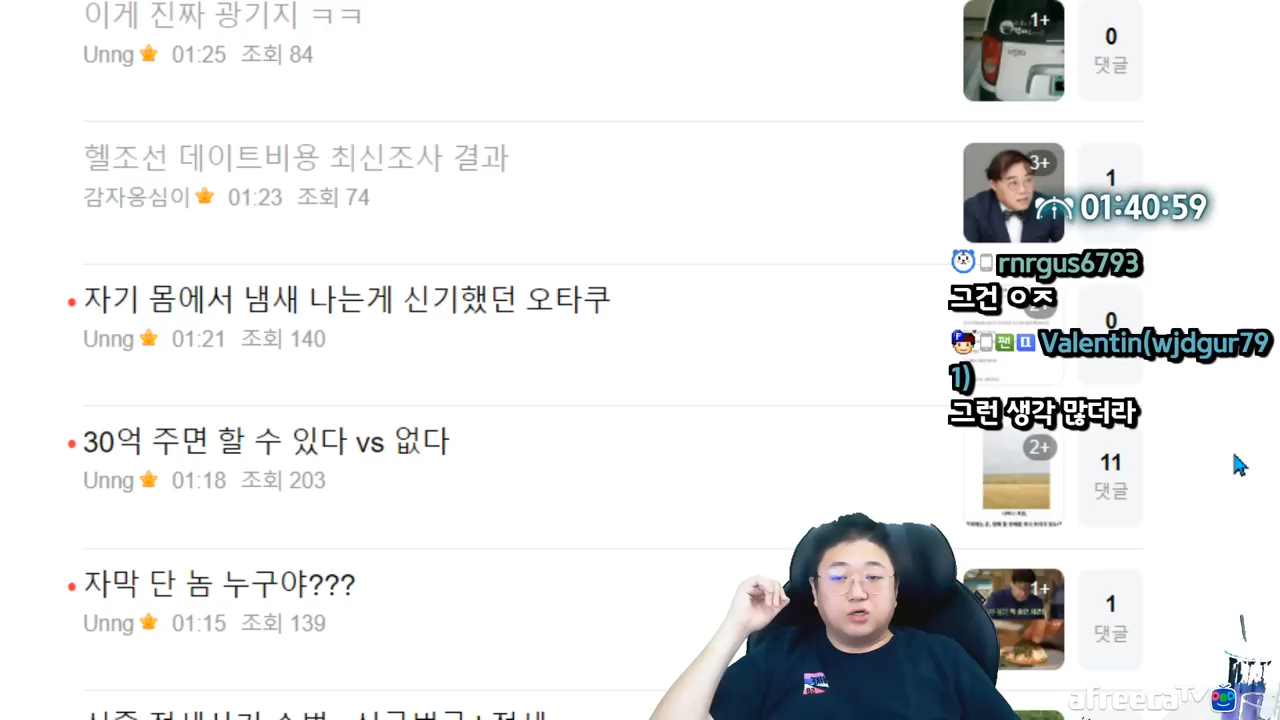 이게 진짜 광기지 ㅋㅋ
Unng 01:25 조회 84
1+
0
댓글
헬조선 데이트비용 최신조사 결과
감자옹심이 01:23 조회 74
3+
1
01:40:59
rnrgus6793
그건 ㅇㅈ
자기 몸에서 냄새 나는게 신기했던 오타쿠
Unng 01:21 조회 140
2+
0
팬
Valentin(wjdgur79
1)
그런 생각 많더라
30억 주면 할 수 있다 vs 없다
Unng 01:18 조회 203
2+
11
댓글
자막 단 놈 누구야???
Unng 01:15 조회 139
1+
1
댓글
afreecaTV